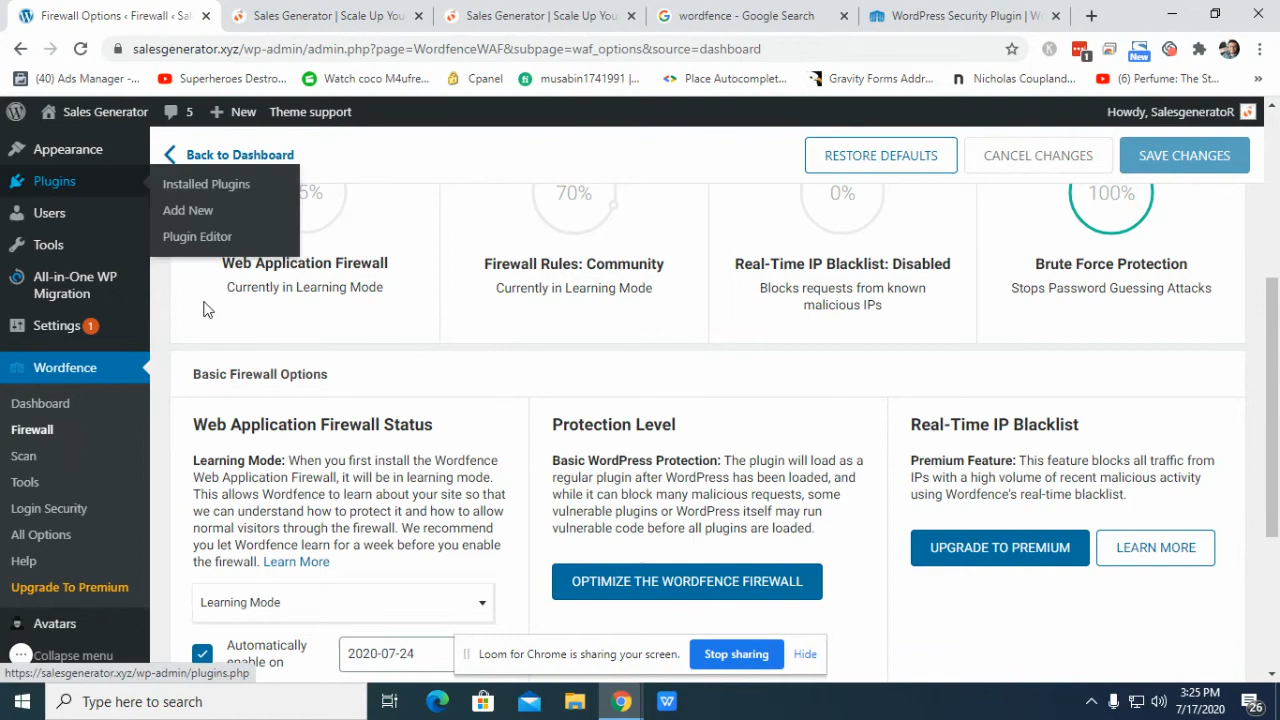 Firewall Options ‹ Firewall ‹ Sales
Sales Generator | Scale Up You
Sales Generator | Scale Up You
wordfence - Google Search
WordPress Security Plugin | W
salesgenerator.xyz/wp-admin/admin.php?page=WordfenceWAF&subpage=waf_options&source=dashboard
1
New
(40) Ads Manager -...
Superheroes Destro...
Watch coco M4ufre...
Cpanel
fi
musabin1741991 |...
Place Autocomplet...
Gravity Forms Addr...
n
Nicholas Coupland...
(6) Perfume: The St...
»
Sales Generator
5
New
Theme support
Howdy, SalesgeneratoR
Appearance
Plugins
Users
Tools
All-in-One WP
Migration
Settings 1
Wordfence
Dashboard
Firewall
Scan
Tools
Login Security
All Options
Help
Upgrade To Premium
Avatars
Collapse menu
Installed Plugins
Add New
Plugin Editor
Back to Dashboard
RESTORE DEFAULTS
CANCEL CHANGES
SAVE CHANGES
5%
Web Application Firewall
Currently in Learning Mode
70%
Firewall Rules: Community
Currently in Learning Mode
0%
Real-Time IP Blacklist: Disabled
Blocks requests from known
malicious IPs
100%
Brute Force Protection
Stops Password Guessing Attacks
Basic Firewall Options
Web Application Firewall Status
Learning Mode: When you first install the Wordfence
Web Application Firewall, it will be in learning mode.
This allows Wordfence to learn about your site so that
we can understand how to protect it and how to allow
normal visitors through the firewall. We recommend
you let Wordfence learn for a week before you enable
the firewall. Learn More
Learning Mode
Automatically
enable on
2020-07-24
Protection Level
Basic WordPress Protection: The plugin will load as a
regular plugin after WordPress has been loaded, and
while it can block many malicious requests, some
vulnerable plugins or WordPress itself may run
vulnerable code before all plugins are loaded.
OPTIMIZE THE WORDFENCE FIREWALL
Real-Time IP Blacklist
Premium Feature: This feature blocks all traffic from
IPs with a high volume of recent malicious activity
using Wordfence's real-time blacklist.
UPGRADE TO PREMIUM
LEARN MORE
Loom for Chrome is sharing your screen.
Stop sharing
Hide
https://salesgenerator.xyz/wp-admin/plugins.php
Type here to search
3:25 PM
7/17/2020
26